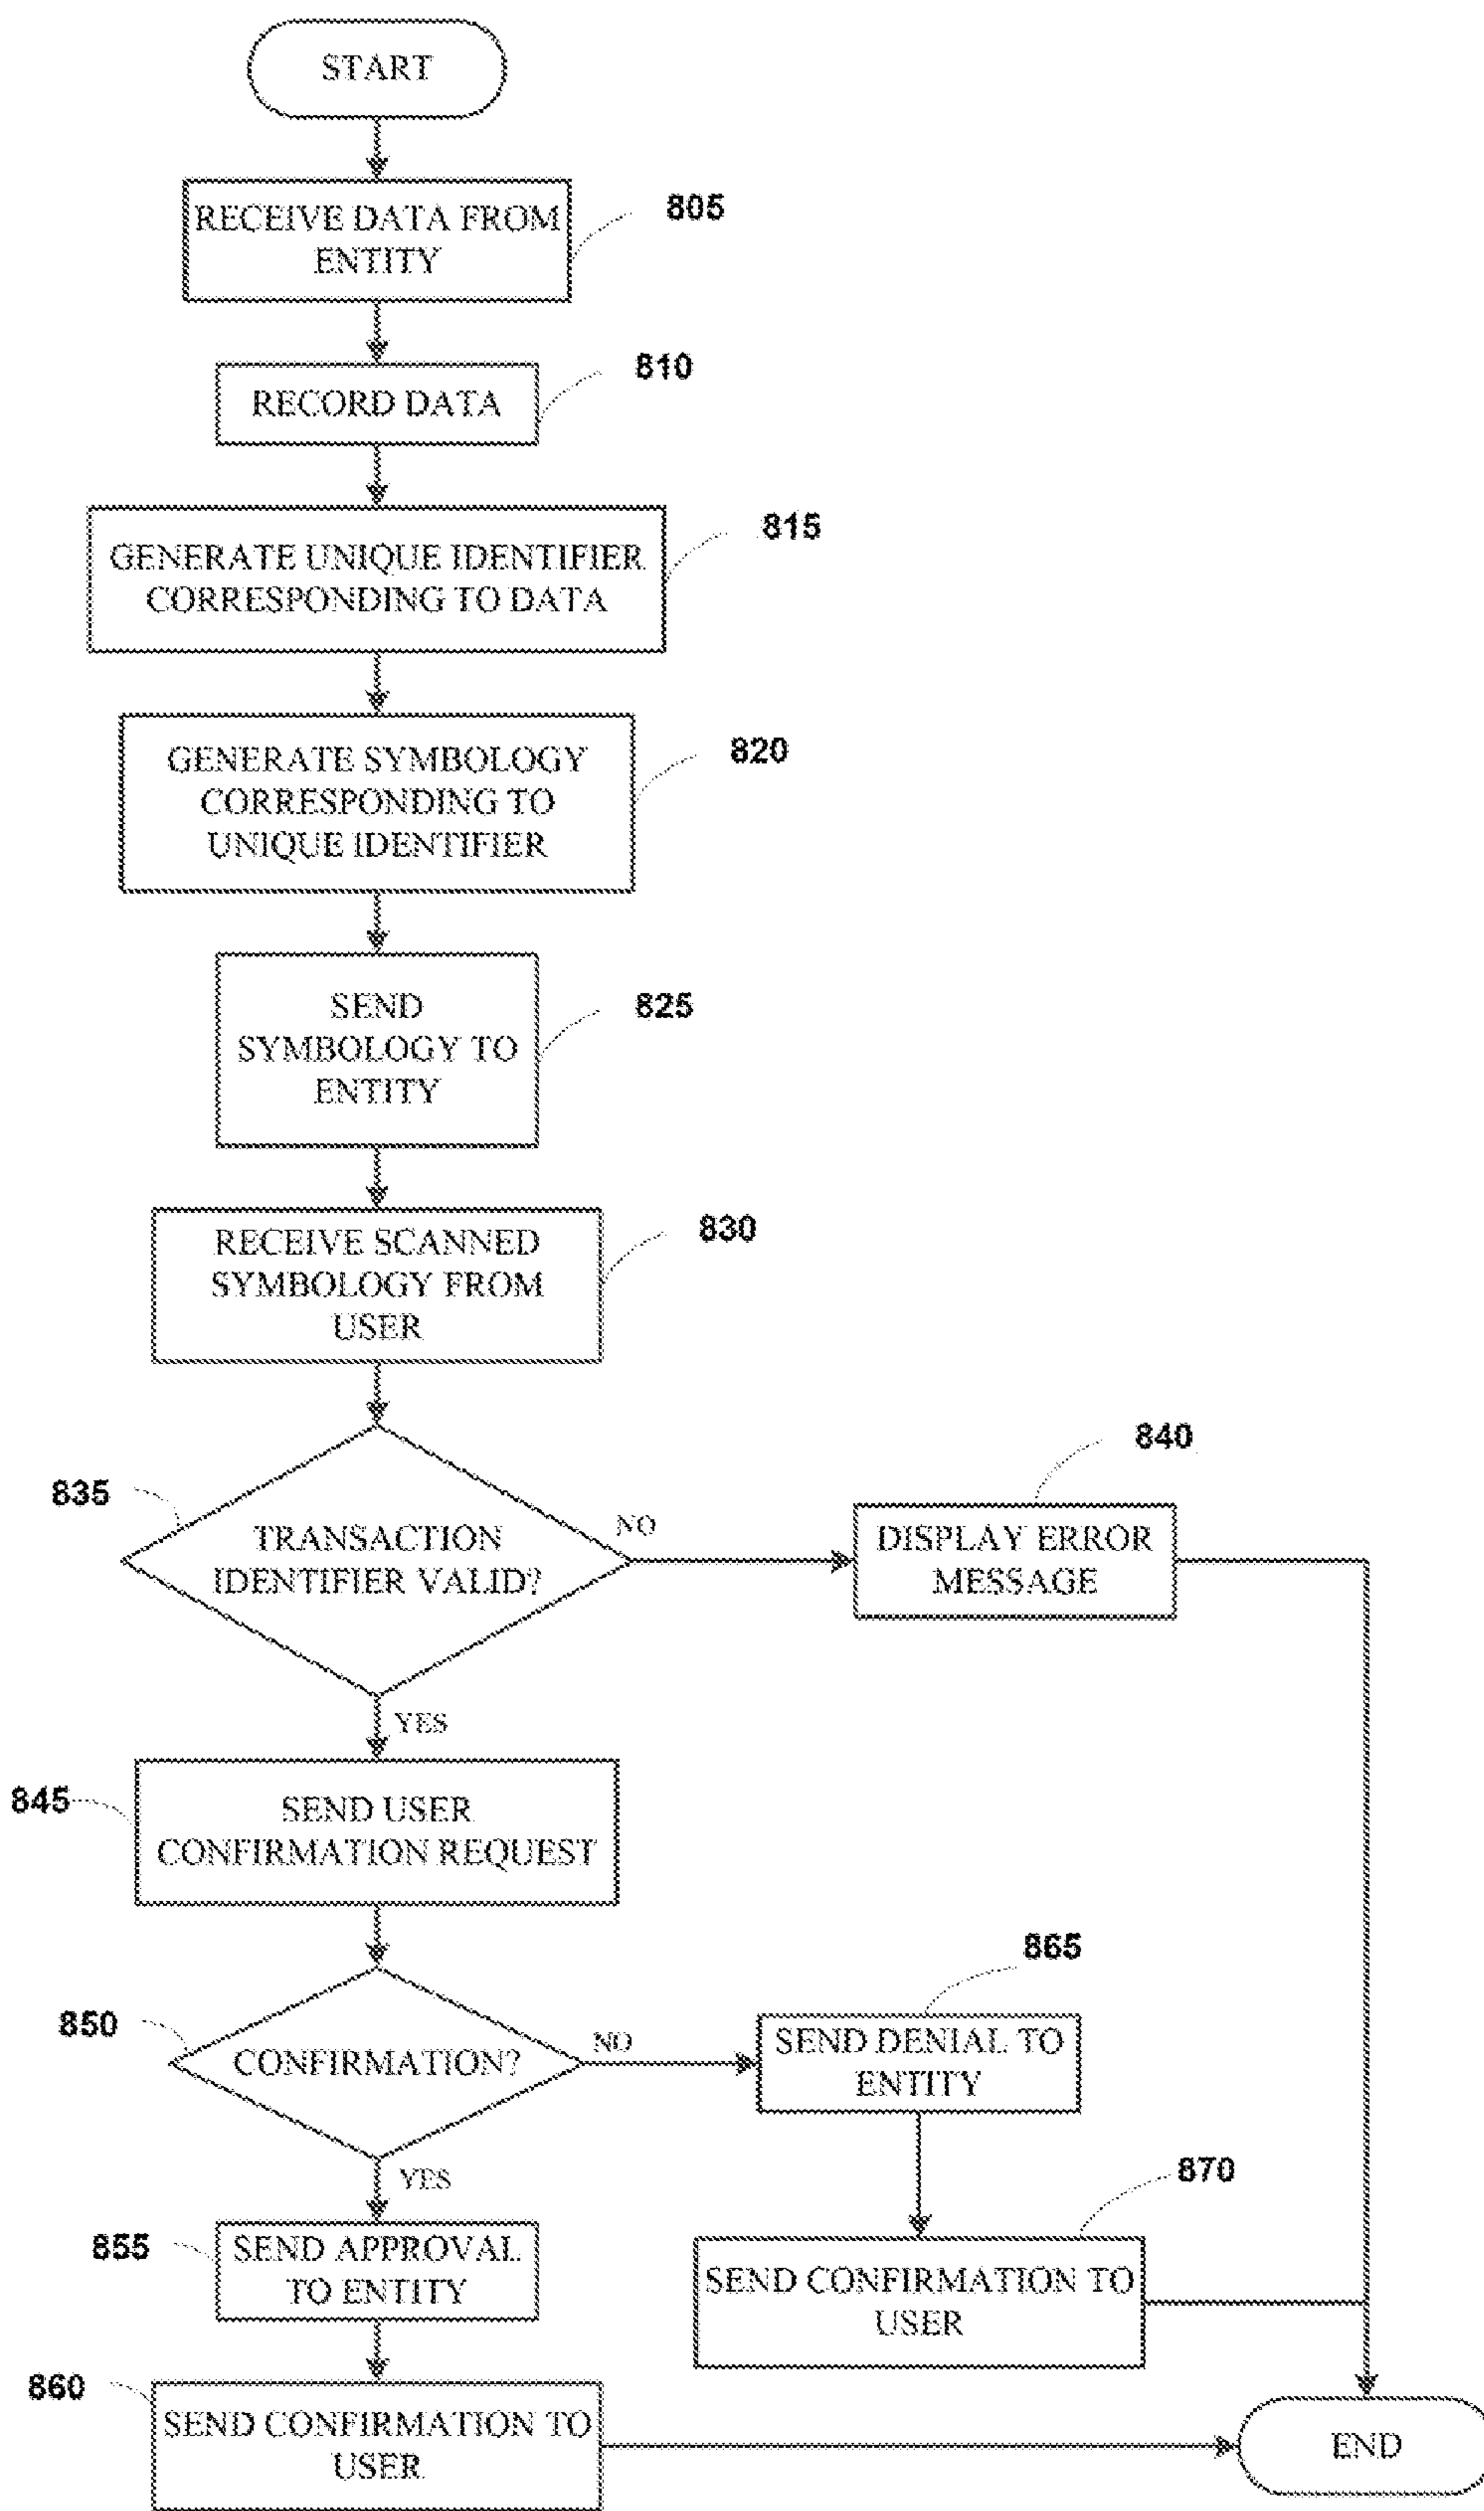 START
RECEIVE DATA FROM
ENTITY
805
RECORD DATA
810
GENERATE UNIQUE IDENTIFIER
CORRESPONDING TO DATA
815
GENERATE SYMBOLOGY
CORRESPONDING TO
UNIQUE IDENTIFIER
820
SEND
SYMBOLOGY TO
ENTITY
825
RECEIVE SCANNED
SYMBOLOGY FROM
USER
830
835
TRANSACTION
IDENTIFIER VALID?
NO
840
DISPLAY ERROR
MESSAGE
YES
845
SEND USER
CONFIRMATION REQUEST
850
CONFIRMATION?
NO
865
SEND DENIAL TO
ENTITY
YES
855
SEND APPROVAL
TO ENTITY
870
SEND CONFIRMATION TO
USER
860
SEND CONFIRMATION TO
USER
END